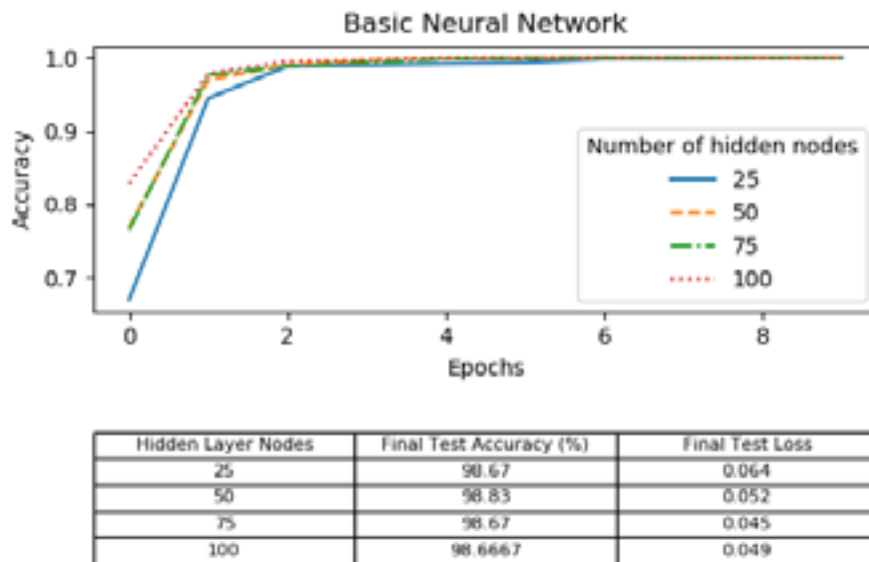 Basic Neural Network
1.0
0.9
0.8
0.7
Accuracy
Number of hidden nodes
25
50
75
100
0 2 4 6 8
Epochs
Hidden Layer Nodes Final Test Accuracy (%) Final Test Loss
25 98.67 0.064
50 98.83 0.052
75 98.67 0.045
100 98.6667 0.049